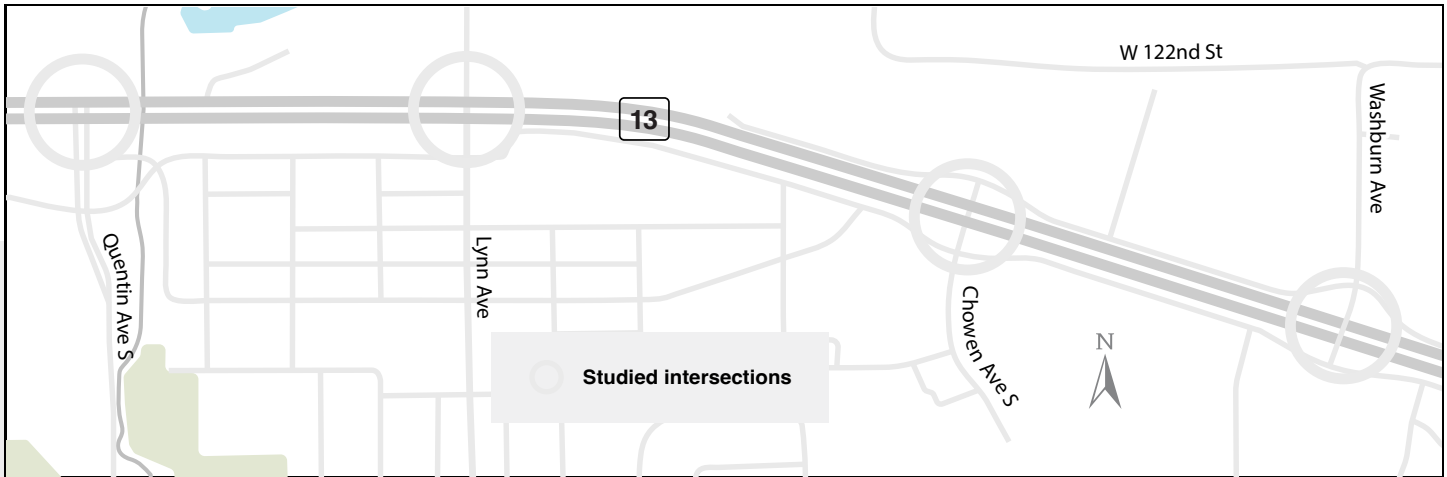 W 122nd St
Washburn Ave
13
Quentin Ave S
Lynn Ave
Chowen Ave S
N
Studied intersections